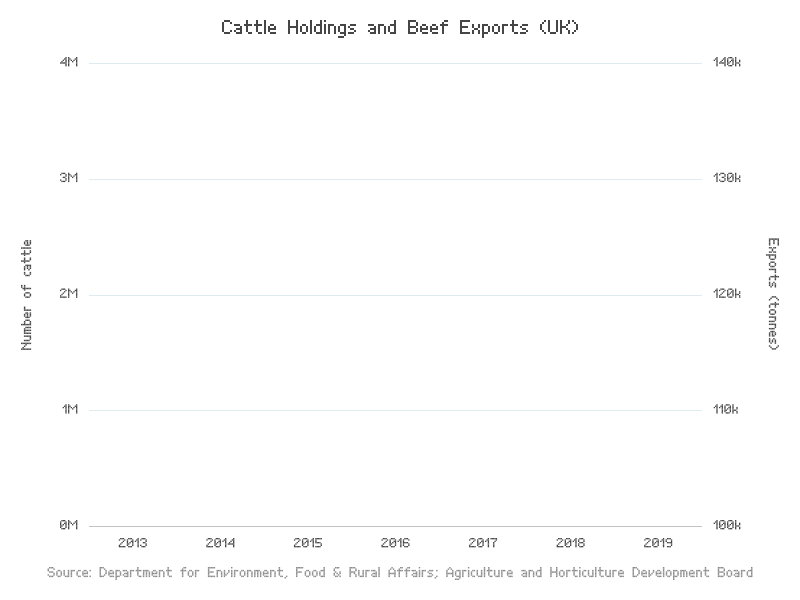 Cattle Holdings and Beef Exports (UK)
4M
140k
3M
130k
Number of cattle
Exports (tonnes)
2M
120k
1M
110k
0M
100k
2013 2014 2015 2016 2017 2018 2019
Source: Department for Environment, Food & Rural Affairs; Agriculture and Horticulture Development Board